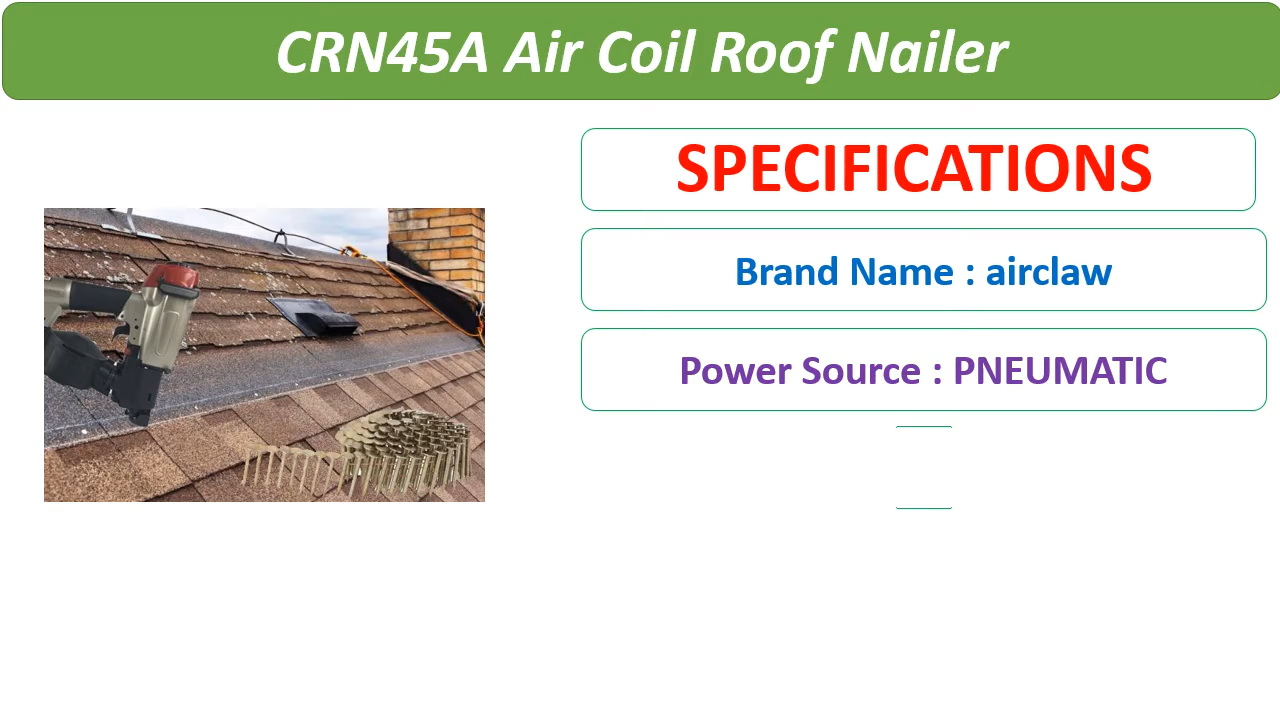 CRN45A Air Coil Roof Nailer
SPECIFICATIONS
Brand Name : airclaw
Power Source : PNEUMATIC